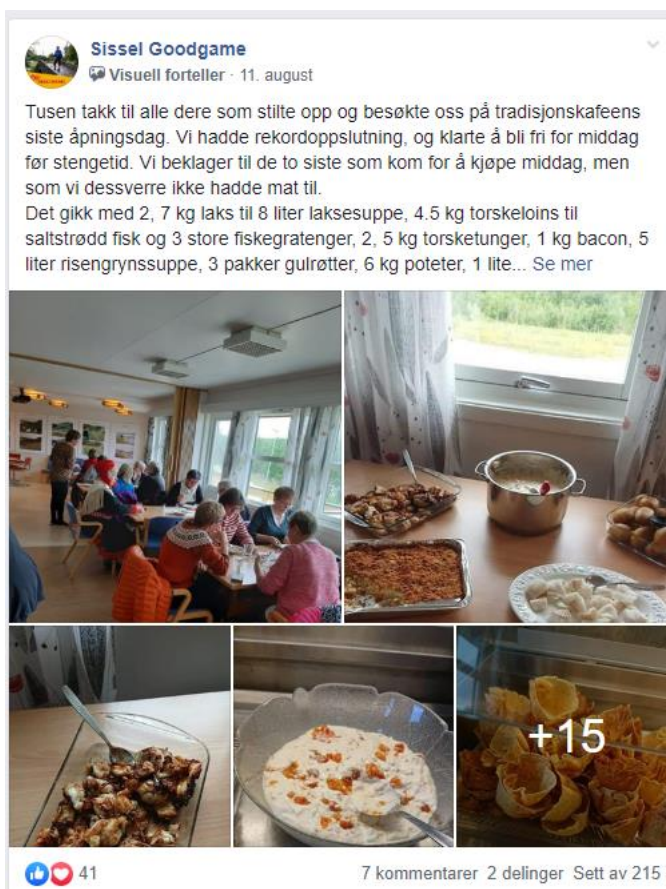 Sissel Goodgame
Visuell forteller · 11. august
Tusen takk til alle dere som stilte opp og besøkte oss på tradisjonskafeens
siste åpningsdag. Vi hadde rekordoppslutning, og klarte å bli fri for middag
før stengetid. Vi beklager til de to siste som kom for å kjøpe middag, men
som vi dessverre ikke hadde mat til.
Det gikk med 2, 7 kg laks til 8 liter laksesuppe, 4.5 kg torskeloins til
saltstrødd fisk og 3 store fiskegratenger, 2, 5 kg torsketunger, 1 kg bacon, 5
liter risengrynssuppe, 3 pakker gulrøtter, 6 kg poteter, 1 lite... Se mer
+15
41
7 kommentarer 2 delinger Sett av 215